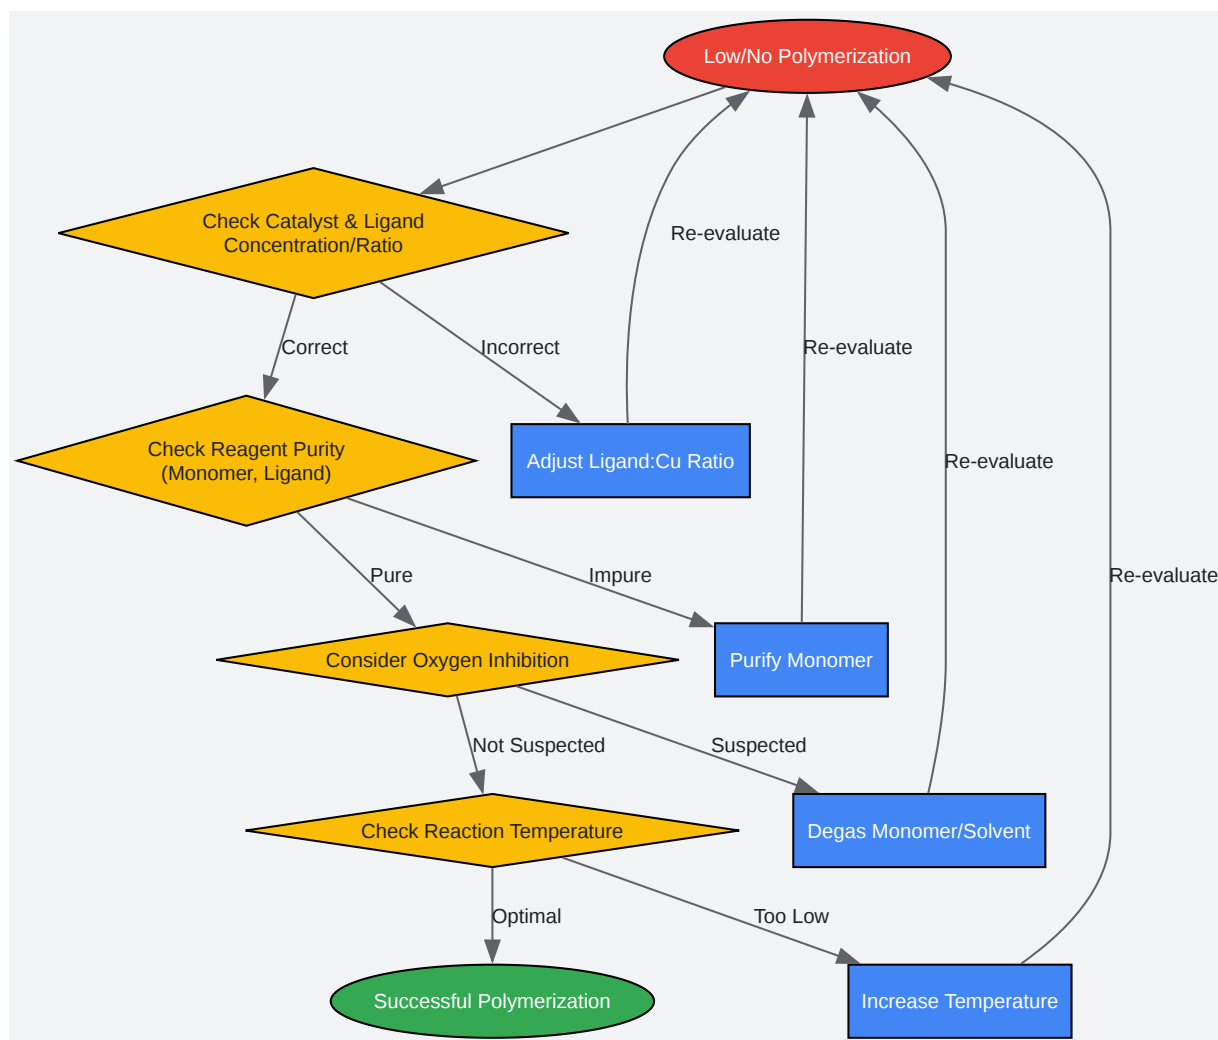 Low/No Polymerization
Check Catalyst & Ligand
Concentration/Ratio
Re-evaluate
Correct
Incorrect
Re-evaluate
Check Reagent Purity
(Monomer, Ligand)
Adjust Ligand:Cu Ratio
Re-evaluate
Pure
Impure
Re-evaluate
Consider Oxygen Inhibition
Purify Monomer
Not Suspected
Suspected
Check Reaction Temperature
Degas Monomer/Solvent
Optimal
Too Low
Successful Polymerization
Increase Temperature